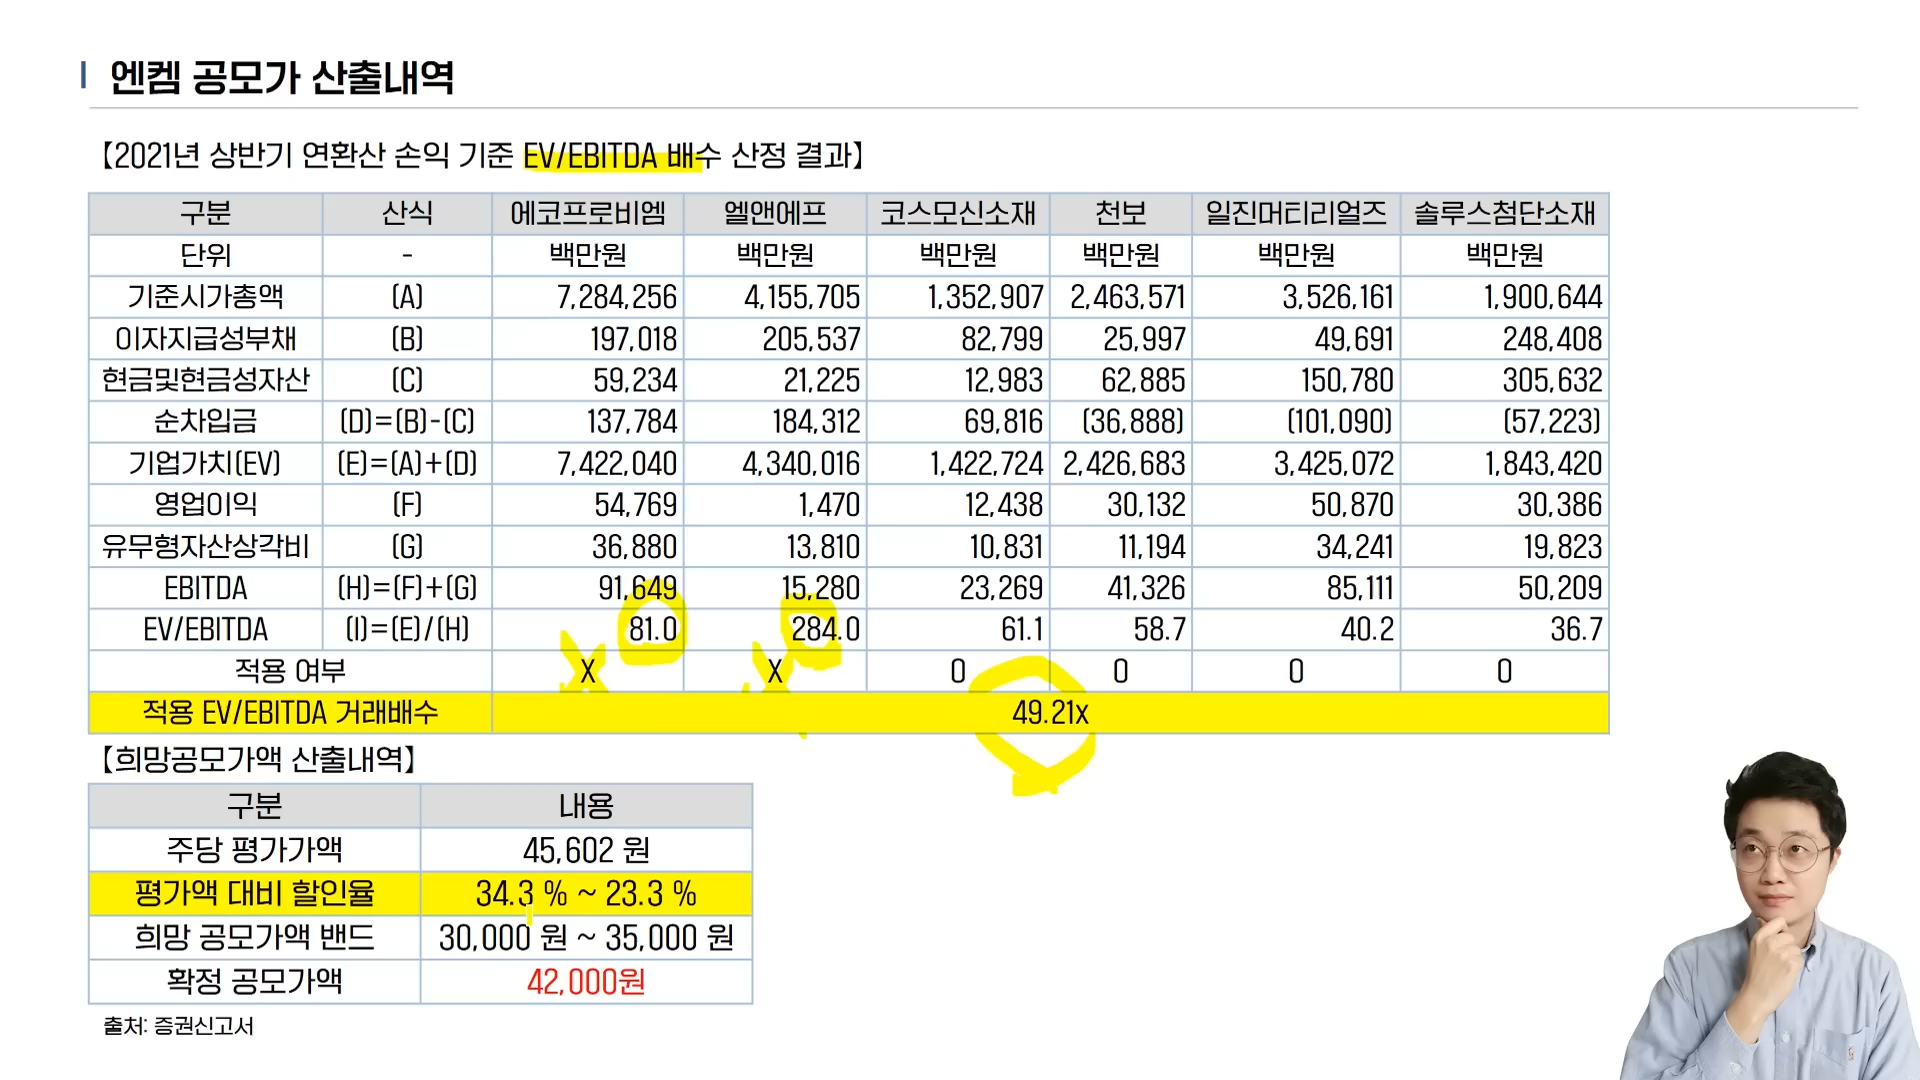 엔켐 공모가 산출내역
【2021년 상반기 연환산 손익 기준 EV/EBITDA 배수 산정 결과】
구분 산식 에코프로비엠 엘앤에프 코스모신소재 천보 일진머티리얼즈 솔루스첨단소재
단위 - 백만원 백만원 백만원 백만원 백만원 백만원
기준시가총액 (A) 7,284,256 4,155,705 1,352,907 2,463,571 3,526,161 1,900,644
이자지급성부채 (B) 197,018 205,537 82,799 25,997 49,691 248,408
현금및현금성자산 (C) 59,234 21,225 12,983 62,885 150,780 305,632
순차입금 (D)=(B)-(C) 137,784 184,312 69,816 (36,888) (101,090) (57,223)
기업가치(EV) (E)=(A)+(D) 7,422,040 4,340,016 1,422,724 2,426,683 3,425,072 1,843,420
영업이익 (F) 54,769 1,470 12,438 30,132 50,870 30,386
유무형자산상각비 (G) 36,880 13,810 10,831 11,194 34,241 19,823
EBITDA (H)=(F)+(G) 91,649 15,280 23,269 41,326 85,111 50,209
EV/EBITDA (I)=(E)/(H) 81.0 284.0 61.1 58.7 40.2 36.7
적용 여부 X X O O O O
적용 EV/EBITDA 거래배수 49.21x
【희망공모가액 산출내역】
구분 내용
주당 평가가액 45,602 원
평가액 대비 할인율 34.3 % ~ 23.3 %
희망 공모가액 밴드 30,000 원 ~ 35,000 원
확정 공모가액 42,000원
출처: 증권신고서